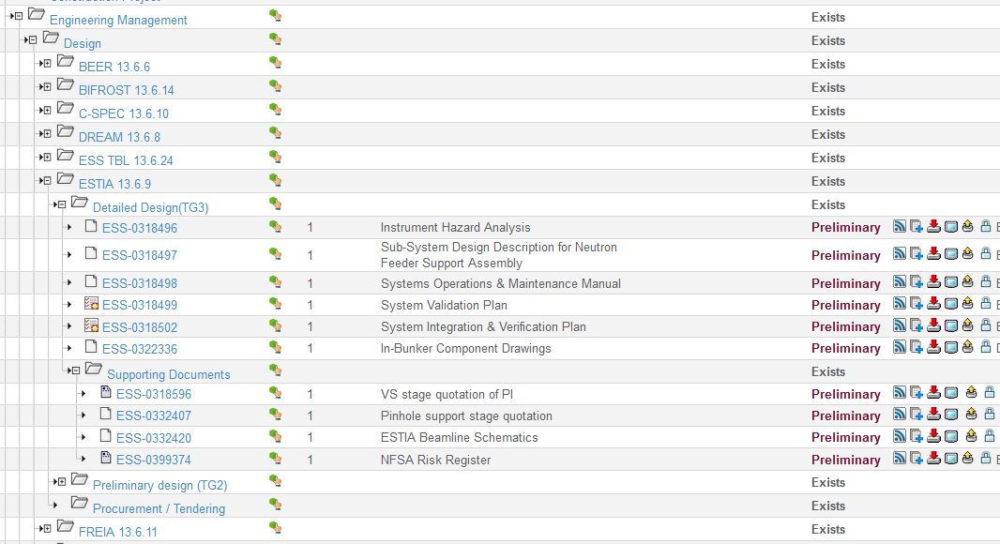 Engineering Management Exists
Design Exists
BEER 13.6.6 Exists
BIFROST 13.6.14 Exists
C-SPEC 13.6.10 Exists
DREAM 13.6.8 Exists
ESS TBL 13.6.24 Exists
ESTIA 13.6.9 Exists
Detailed Design(TG3) Exists
ESS-0318496 1 Instrument Hazard Analysis Preliminary
ESS-0318497 1 Sub-System Design Description for Neutron Preliminary
Feeder Support Assembly
ESS-0318498 1 Systems Operations & Maintenance Manual Preliminary
ESS-0318499 1 System Validation Plan Preliminary
ESS-0318502 1 System Integration & Verification Plan Preliminary
ESS-0322336 1 In-Bunker Component Drawings Preliminary
Supporting Documents Exists
ESS-0318596 1 VS stage quotation of PI Preliminary
ESS-0332407 1 Pinhole support stage quotation Preliminary
ESS-0332420 1 ESTIA Beamline Schematics Preliminary
ESS-0399374 1 NFSA Risk Register Preliminary
Preliminary design (TG2) Exists
Procurement / Tendering Exists
FREIA 13.6.11 Exists